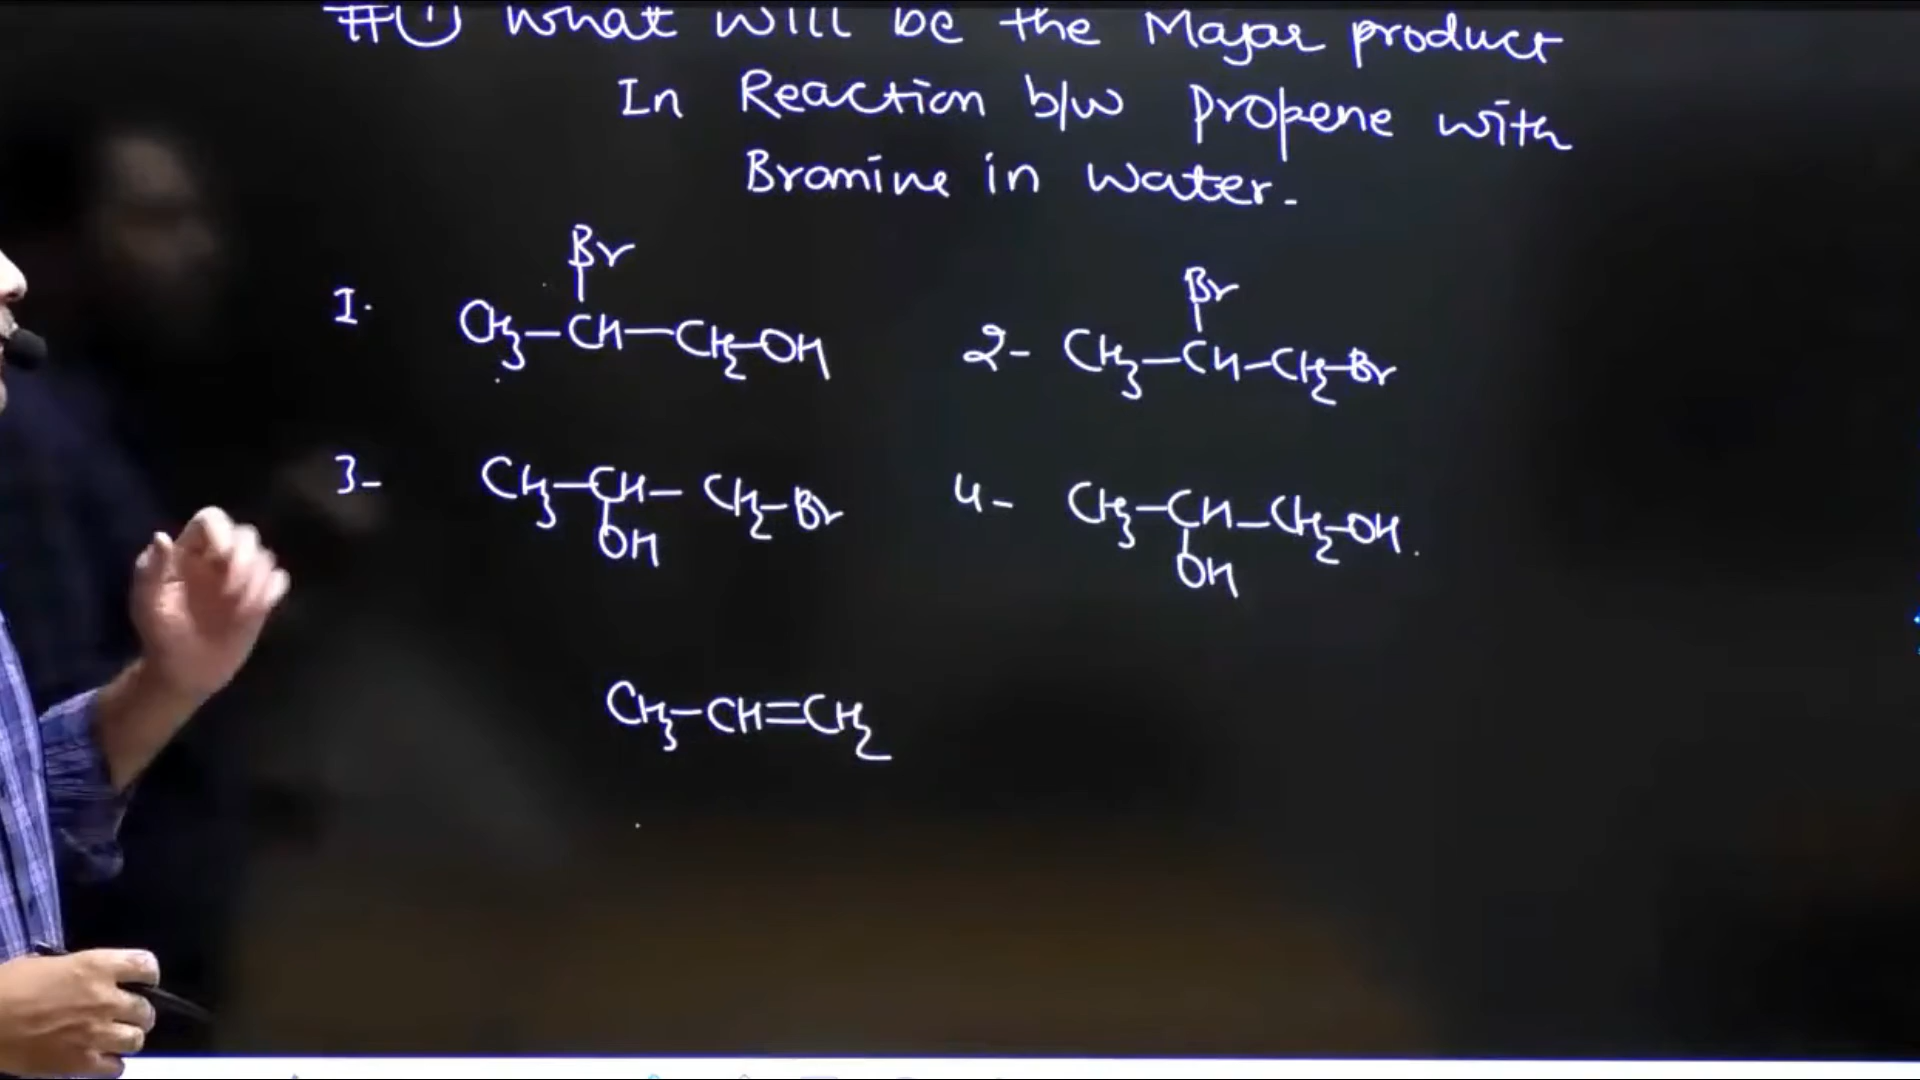 #① What will be the Major product
In Reaction b/w Propene with
Bromine in water.
Br
1. CH3-CH-CH2-OH
Br
2- CH3-CH-CH2-Br
3- CH3-CH-CH2-Br
OH
4- CH3-CH-CH2-OH.
OH
CH3-CH=CH2